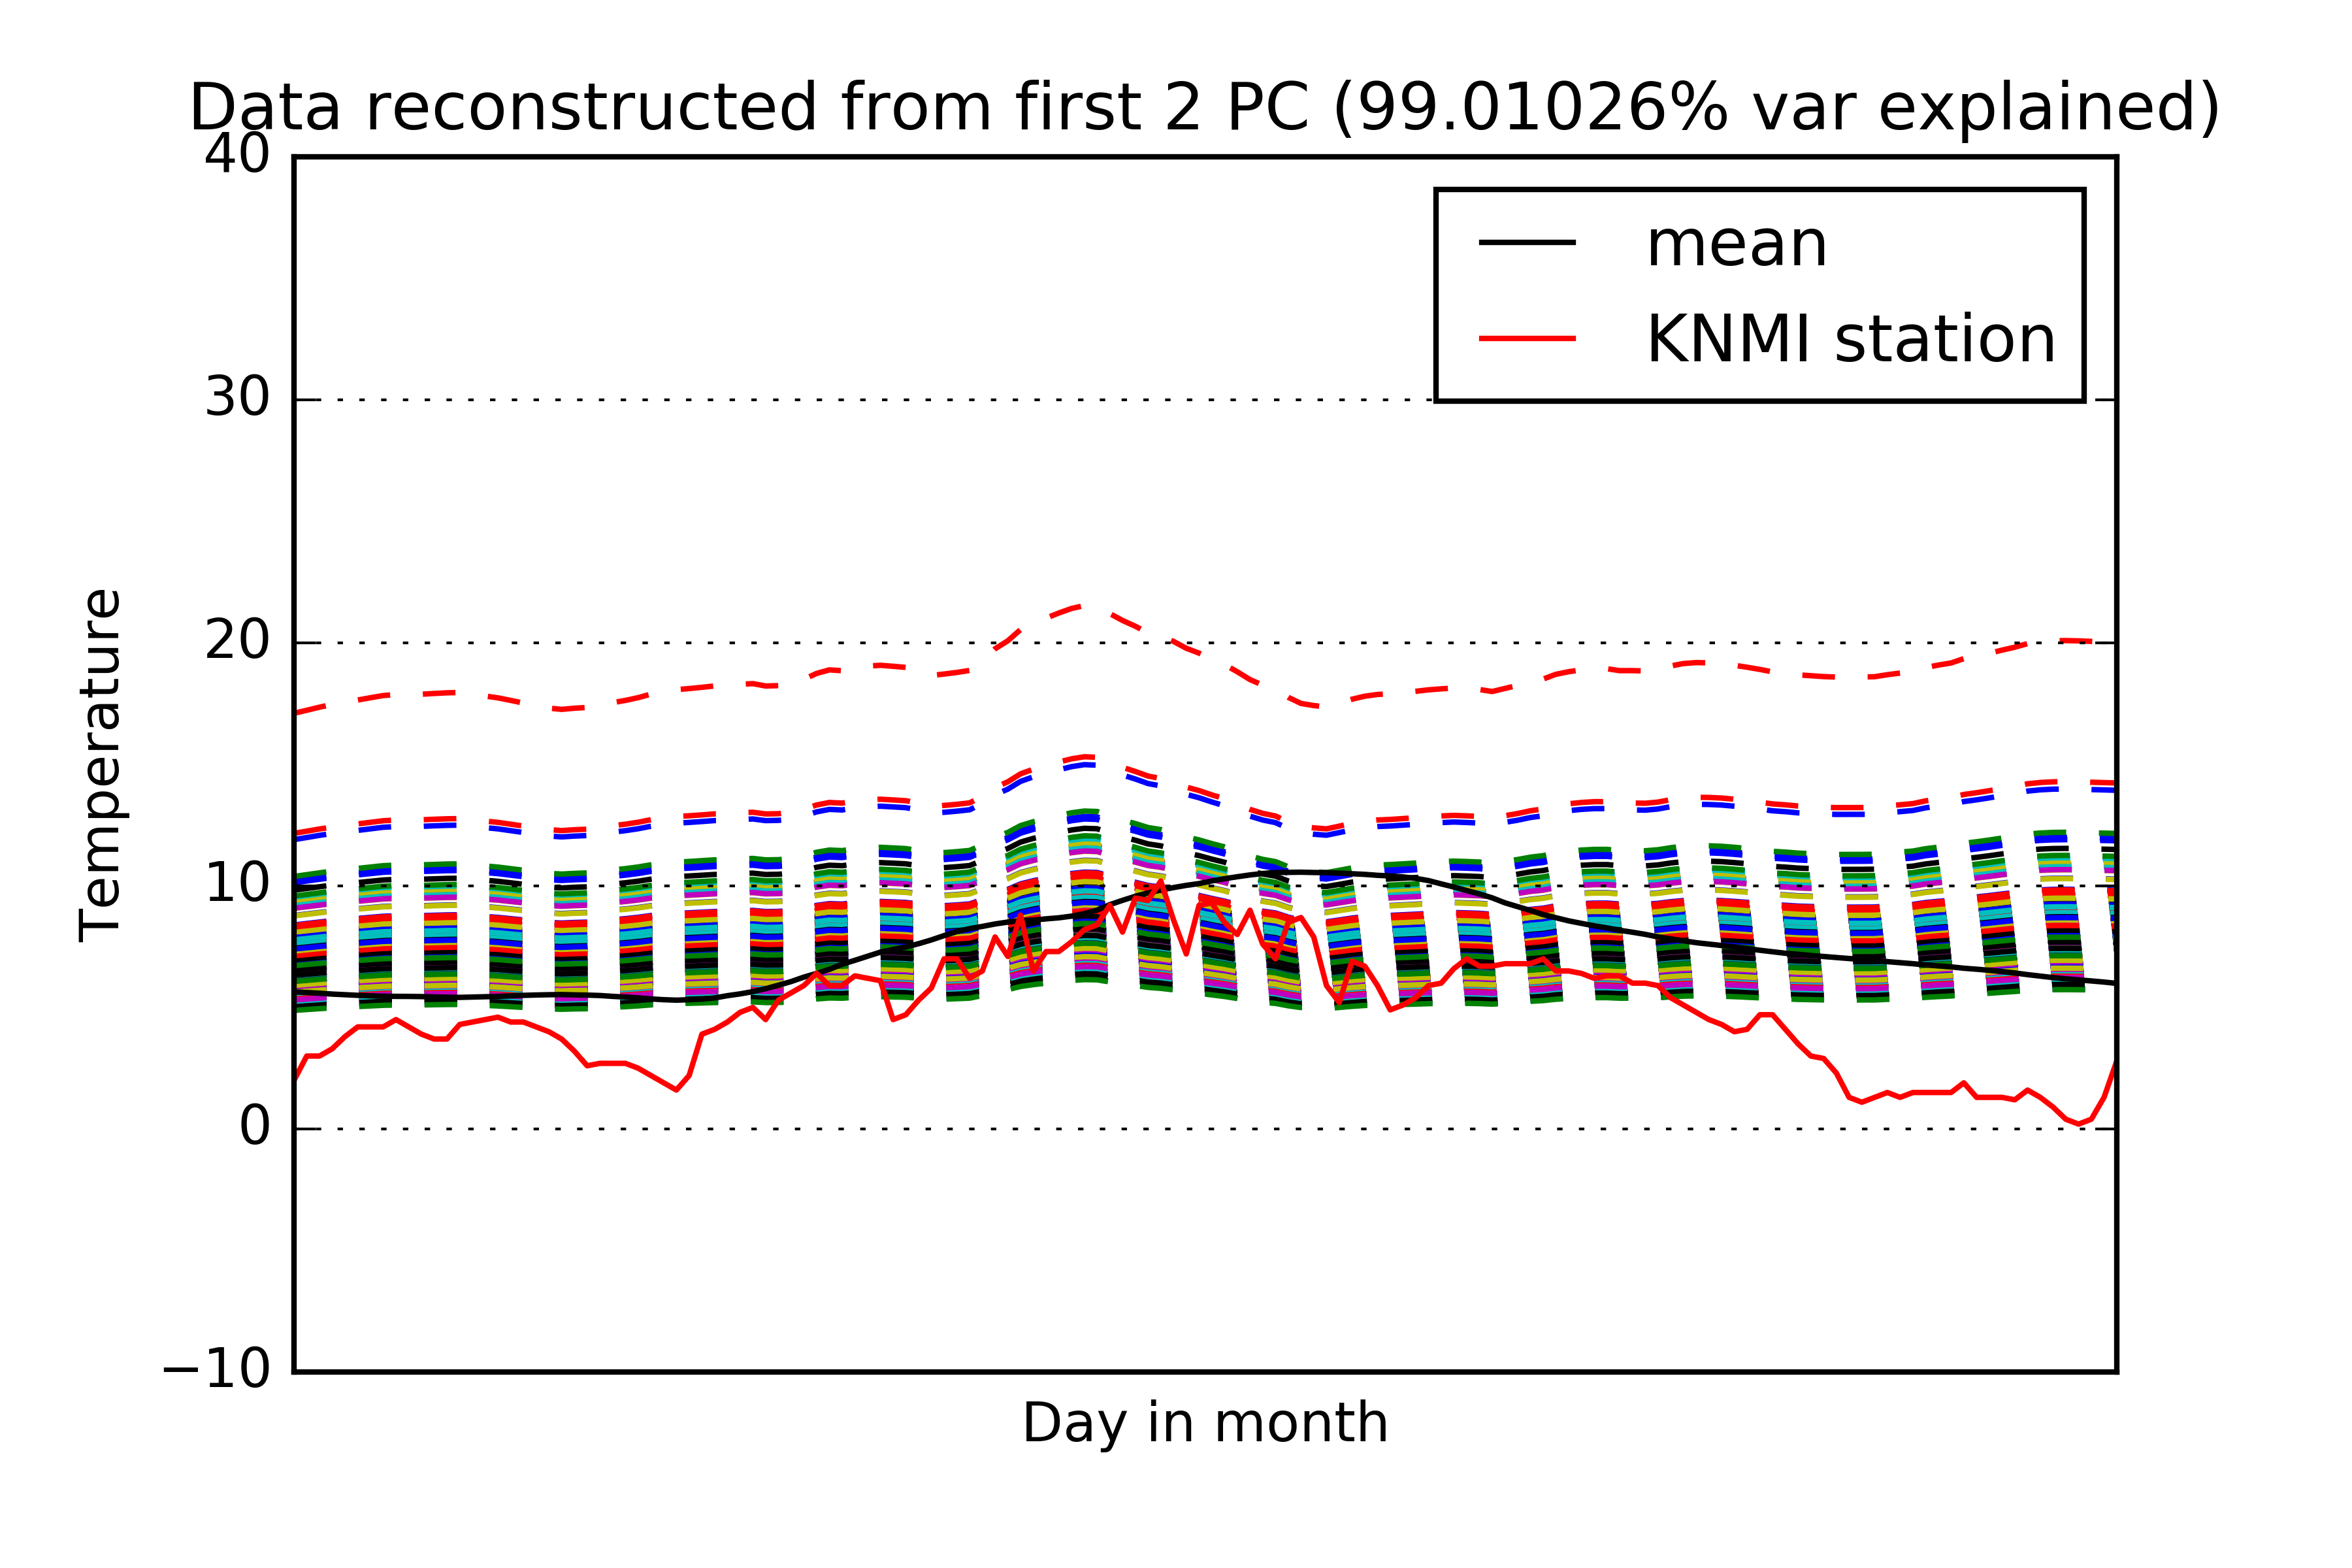 Data reconstructed from first 2 PC (99.01026% var explained)
40
mean
KNMI station
30
20
10
0
−10
Temperature
Day in month